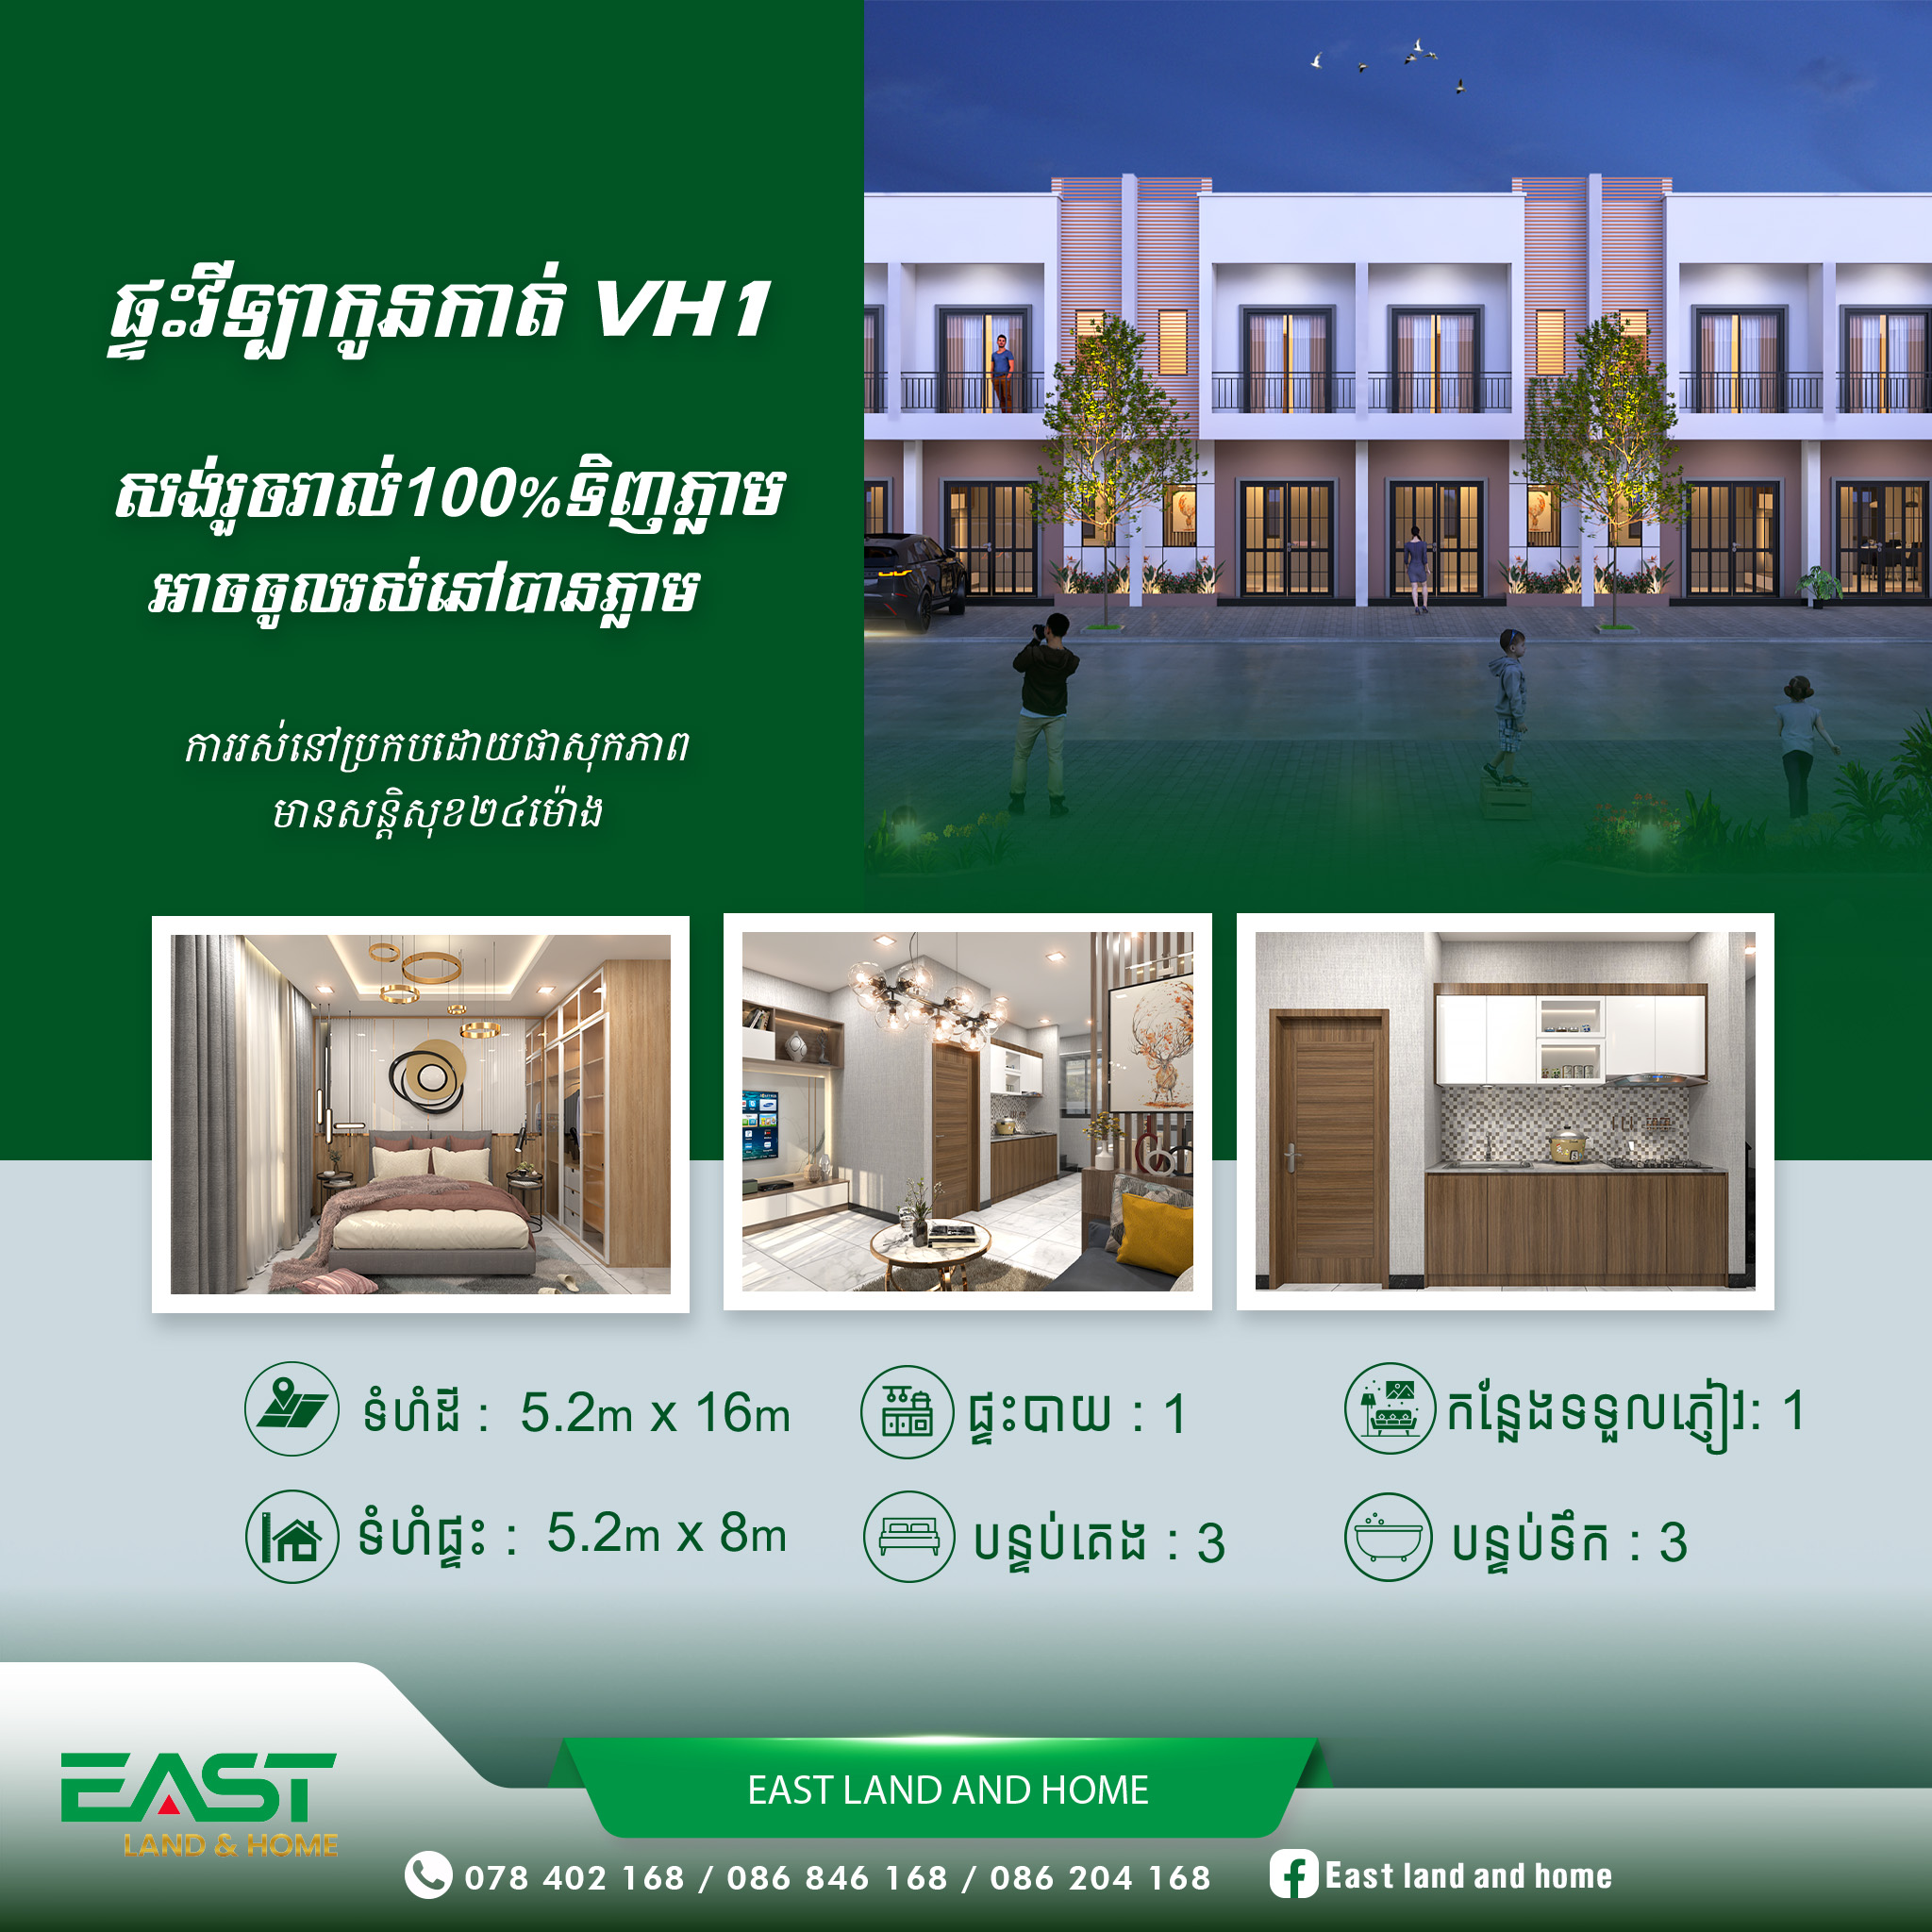 ផ្ទះវីឡាកូនកាត់ VH1
សង់រួចរាល់100%ទិញភ្លាម
អាចចូលរស់នៅបានភ្លាម
ការរស់នៅប្រកបដោយផាសុកភាព
មានសន្តិសុខ២៤ម៉ោង
ទំហំដី : 5.2m x 16m
ផ្ទះបាយ : 1
កន្លែងទទួលភ្ញៀវ: 1
ទំហំផ្ទះ : 5.2m x 8m
បន្ទប់គេង : 3
បន្ទប់ទឹក : 3
EAST
LAND & HOME
EAST LAND AND HOME
078 402 168 / 086 846 168 / 086 204 168
East land and home